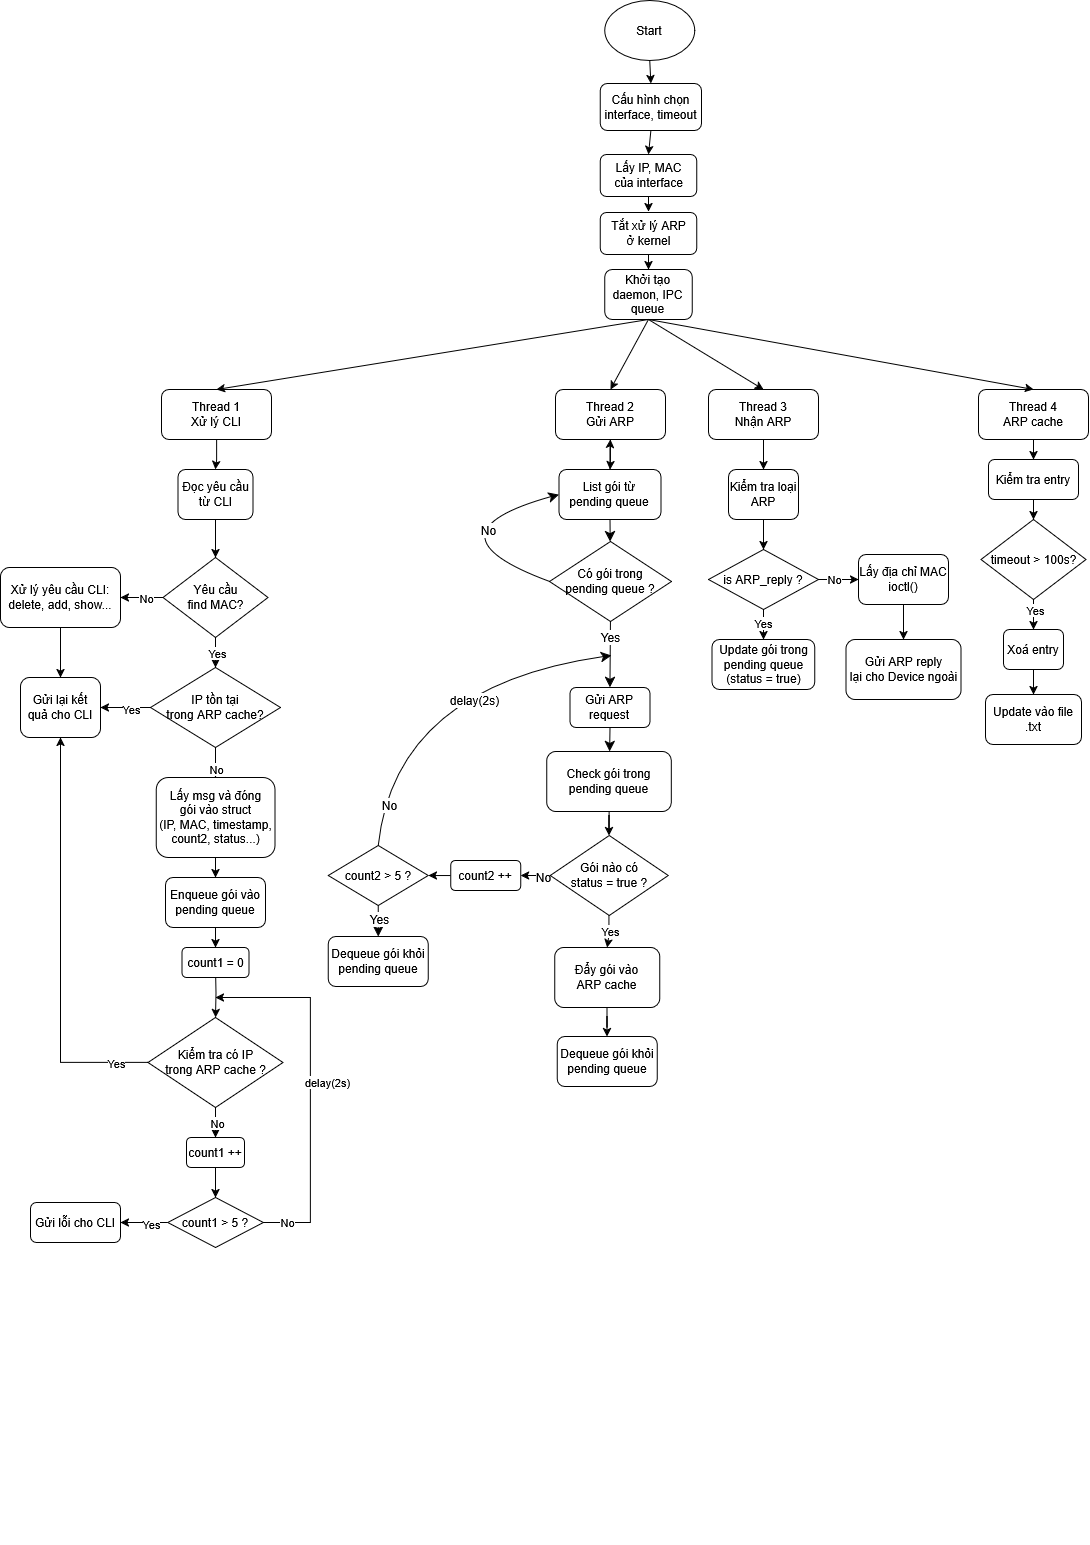 Start
Cấu hình chọn
interface, timeout
Lấy IP, MAC
của interface
Tắt xử lý ARP
ở kernel
Khởi tạo
daemon, IPC
queue
Thread 1
Xử lý CLI
Đọc yêu cầu
từ CLI
Yêu cầu
find MAC?
No
Xử lý yêu cầu CLI:
delete, add, show...
Yes
IP tồn tại
trong ARP cache?
Yes
Gửi lại kết
quả cho CLI
No
Lấy msg và đóng
gói vào struct
(IP, MAC, timestamp,
count2, status...)
Enqueue gói vào
pending queue
count1 = 0
Kiểm tra có IP
trong ARP cache ?
Yes
No
count1 ++
count1 > 5 ?
Yes
Gửi lỗi cho CLI
No
delay(2s)
Thread 2
Gửi ARP
List gói từ
pending queue
Có gói trong
pending queue ?
No
Yes
Gửi ARP
request
Check gói trong
pending queue
Gói nào có
status = true ?
No
count2 ++
count2 > 5 ?
No
delay(2s)
Yes
Dequeue gói khỏi
pending queue
Yes
Đẩy gói vào
ARP cache
Dequeue gói khỏi
pending queue
Thread 3
Nhận ARP
Kiểm tra loại
ARP
is ARP_reply ?
No
Lấy địa chỉ MAC
ioctl()
Gửi ARP reply
lại cho Device ngoài
Yes
Update gói trong
pending queue
(status = true)
Thread 4
ARP cache
Kiểm tra entry
timeout > 100s?
Yes
Xoá entry
Update vào file
.txt